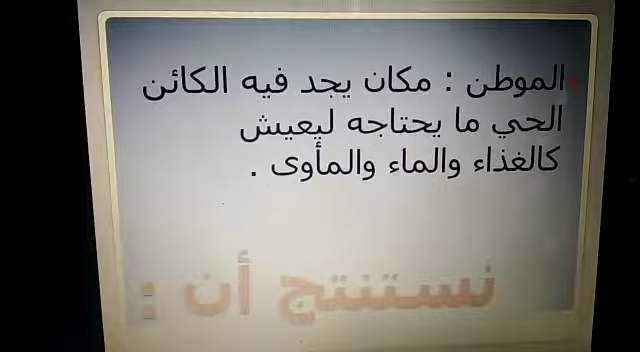 الموطن : مكان يجد فيه الكائن
الحي ما يحتاجه ليعيش
كالغذاء والماء والمأوى .
نستنتج أن :